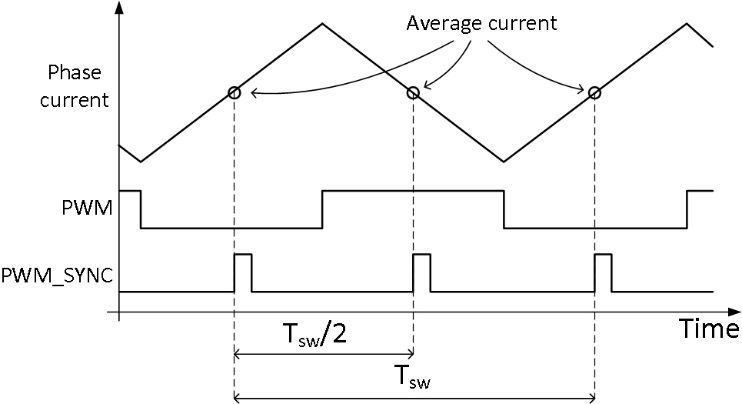 Average current
Phase
current
PWM
PWM_SYNC
Time
Tsw/2
Tsw